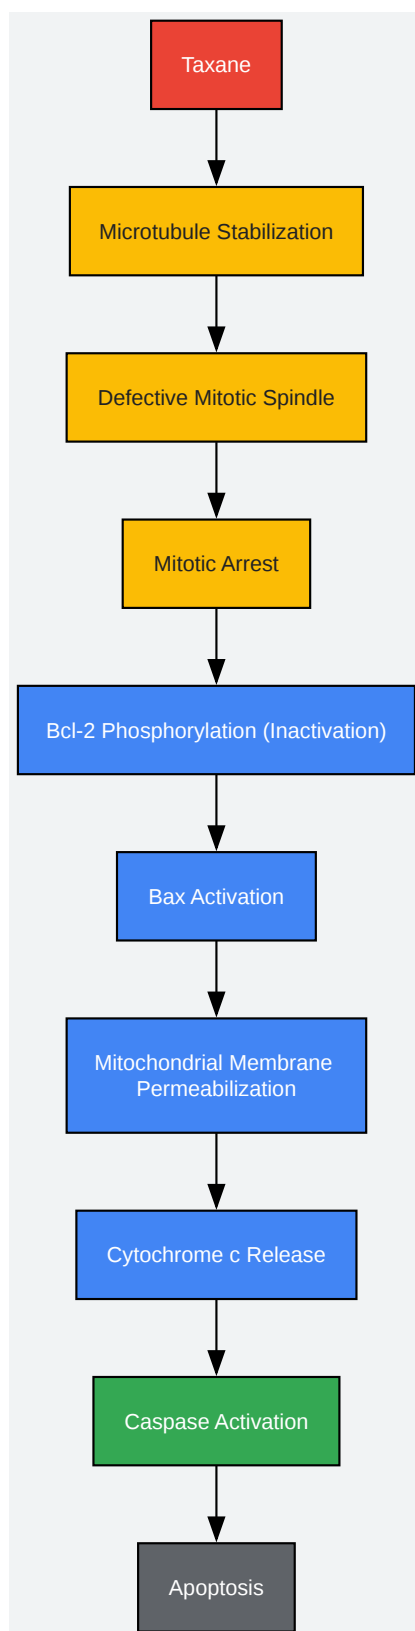 Taxane
Microtubule Stabilization
Defective Mitotic Spindle
Mitotic Arrest
Bcl-2 Phosphorylation (Inactivation)
Bax Activation
Mitochondrial Membrane
Permeabilization
Cytochrome c Release
Caspase Activation
Apoptosis